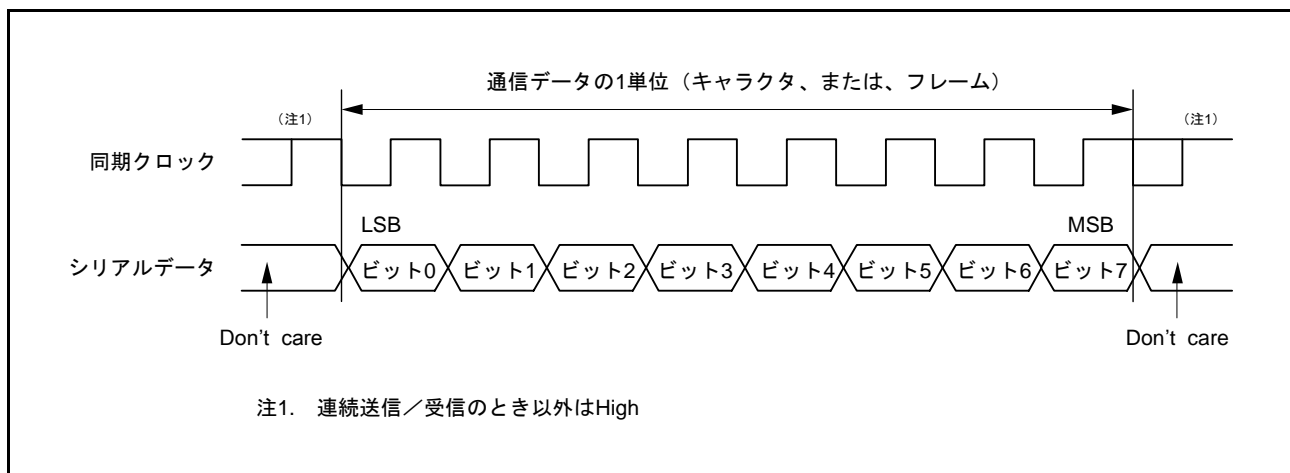 通信データの1単位（キャラクタ、または、フレーム）
（注1）
（注1）
同期クロック
LSB
MSB
シリアルデータ
ビット0 ビット1 ビット2 ビット3 ビット4 ビット5 ビット6 ビット7
Don't care
Don't care
注1. 連続送信／受信のとき以外はHigh